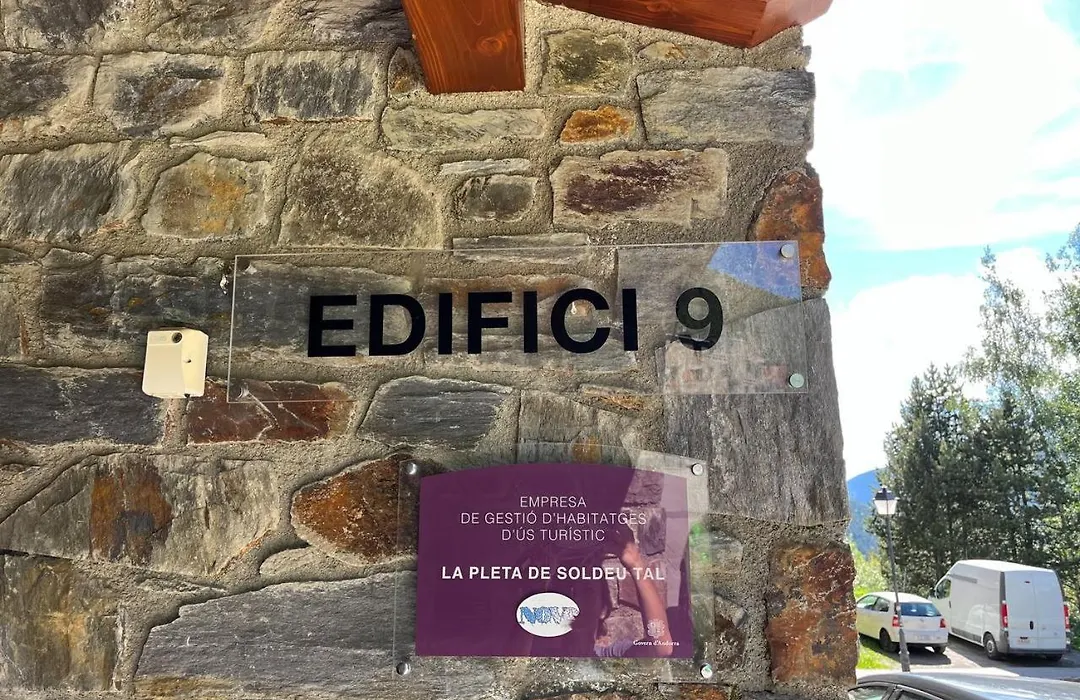 EDIFICI 9
EMPRESA
DE GESTIÓ D'HABITATGES
D'ÚS TURÍSTIC
LA PLETA DE SOLDEU TAL
Govern d'Andorra